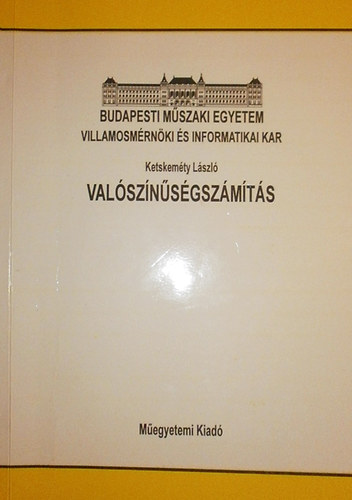 BUDAPESTI MŰSZAKI EGYETEM
VILLAMOSMÉRNÖKI ÉS INFORMATIKAI KAR
Ketskeméty László
VALÓSZÍNŰSÉGSZÁMÍTÁS
Műegyetemi Kiadó